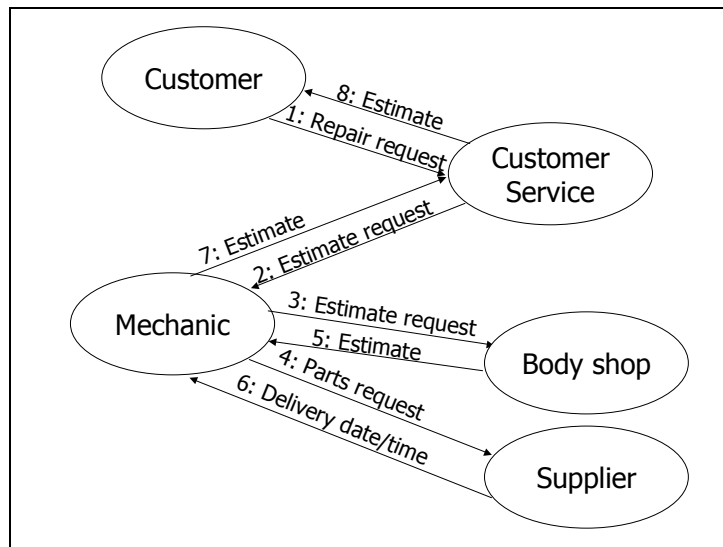 Customer
8: Estimate
1: Repair request
Customer
Service
7: Estimate
2: Estimate request
Mechanic
3: Estimate request
5: Estimate
4: Parts request
6: Delivery date/time
Body shop
Supplier